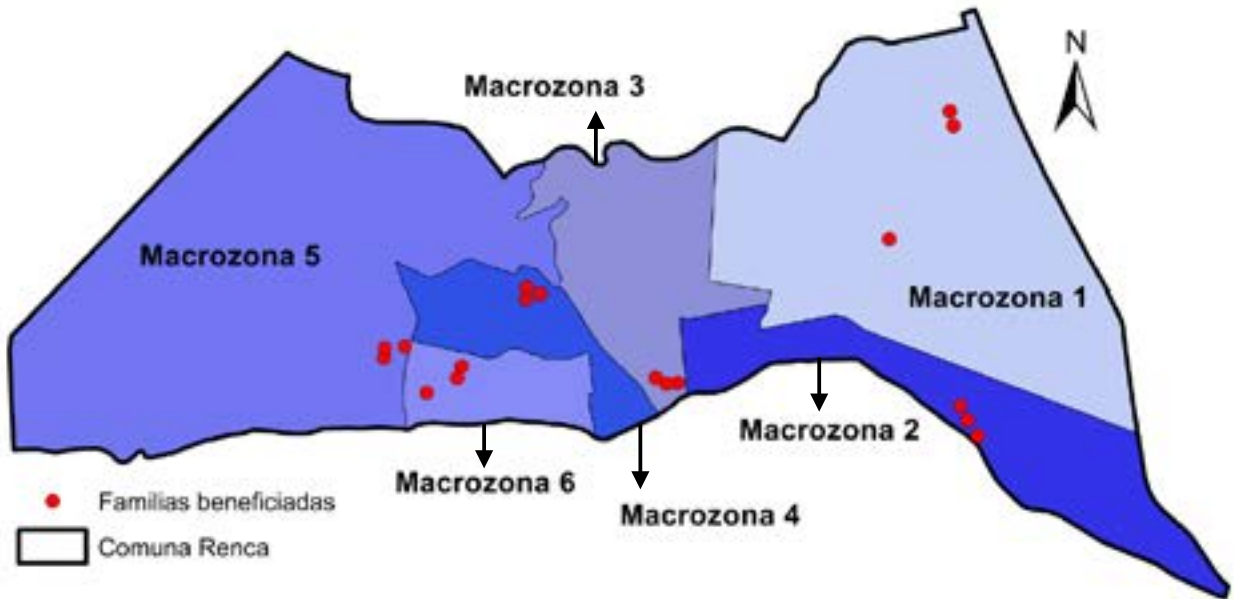 N
Macrozona 3
Macrozona 5
Macrozona 1
Macrozona 2
Macrozona 6
Macrozona 4
Familias beneficiadas
Comuna Renca